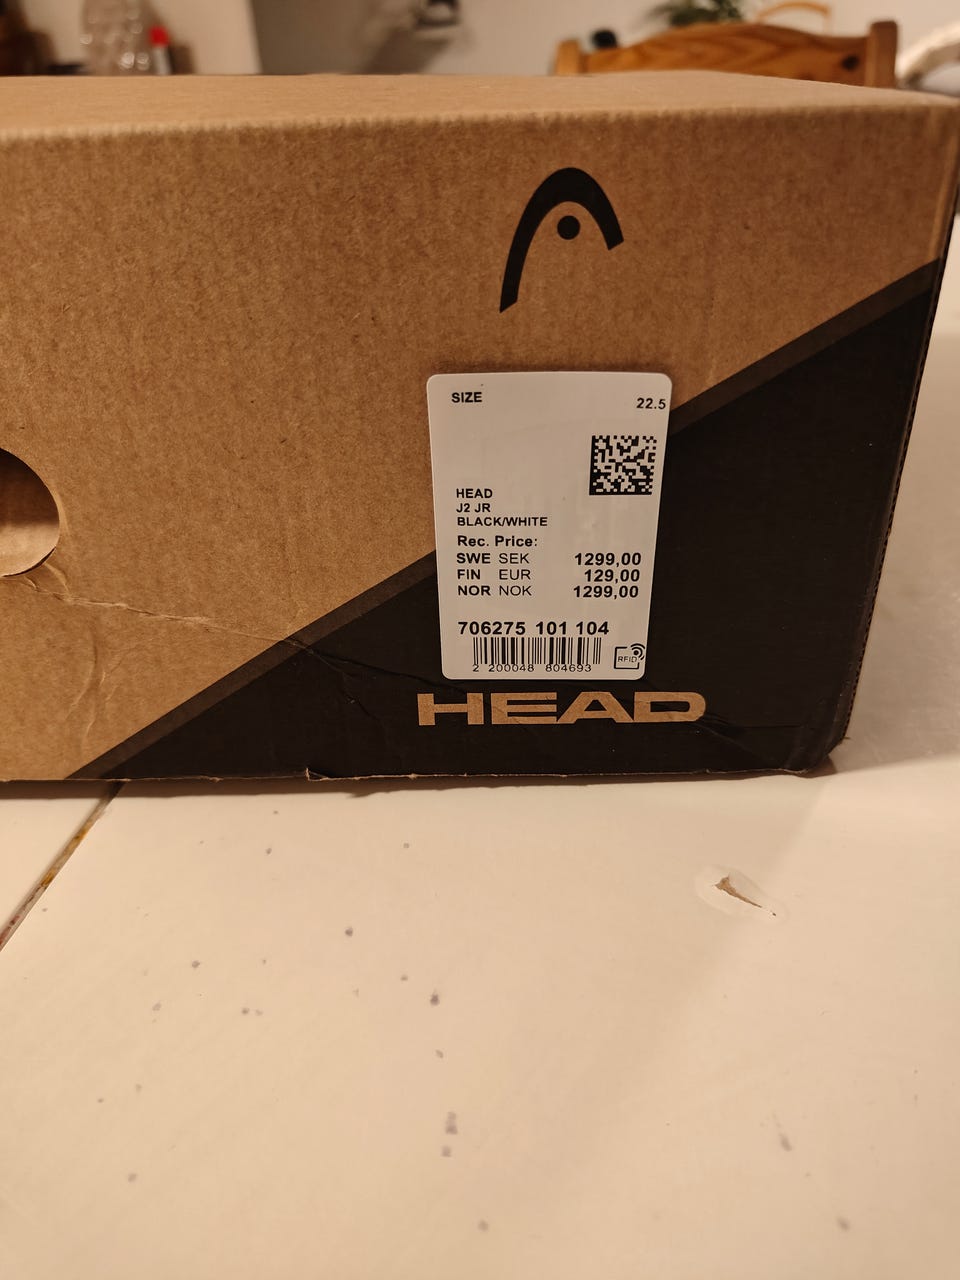 SIZE 22.5
HEAD
J2 JR
BLACK/WHITE
Rec. Price:
SWE SEK 1299,00
FIN EUR 129,00
NOR NOK 1299,00
706275 101 104
2 200048 804693
RFID
HEAD